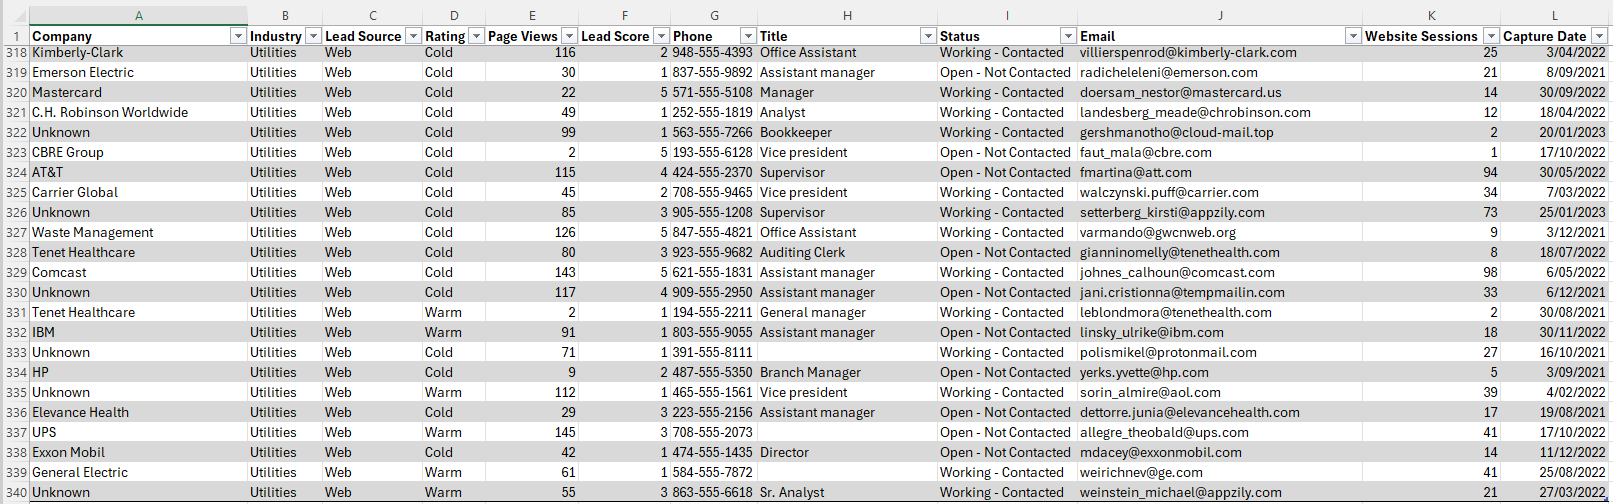 A B C D E F G H I J K L
1 Company Industry Lead Source Rating Page Views Lead Score Phone Title Status Email Website Sessions Capture Date
318 Kimberly-Clark Utilities Web Cold 116 2 948-555-4393 Office Assistant Working - Contacted villierspenrod@kimberly-clark.com 25 3/04/2022
319 Emerson Electric Utilities Web Cold 30 1 837-555-9892 Assistant manager Open - Not Contacted radicheleleni@emerson.com 21 8/09/2021
320 Mastercard Utilities Web Cold 22 5 571-555-5108 Manager Working - Contacted doersam_nestor@mastercard.us 14 30/09/2022
321 C.H. Robinson Worldwide Utilities Web Cold 49 1 252-555-1819 Analyst Working - Contacted landesberg_meade@chrobinson.com 12 18/04/2022
322 Unknown Utilities Web Cold 99 1 563-555-7266 Bookkeeper Working - Contacted gershmanotho@cloud-mail.top 2 20/01/2023
323 CBRE Group Utilities Web Cold 2 5 193-555-6128 Vice president Open - Not Contacted faut_mala@cbre.com 1 17/10/2022
324 AT&T Utilities Web Cold 115 4 424-555-2370 Supervisor Open - Not Contacted fmartina@att.com 94 30/05/2022
325 Carrier Global Utilities Web Cold 45 2 708-555-9465 Vice president Working - Contacted walczynski.puff@carrier.com 34 7/03/2022
326 Unknown Utilities Web Cold 85 3 905-555-1208 Supervisor Working - Contacted setterberg_kirsti@appzily.com 73 25/01/2023
327 Waste Management Utilities Web Cold 126 5 847-555-4821 Office Assistant Working - Contacted varmando@gwcnweb.org 9 3/12/2021
328 Tenet Healthcare Utilities Web Cold 80 3 923-555-9682 Auditing Clerk Open - Not Contacted gianninomelly@tenethealth.com 8 18/07/2022
329 Comcast Utilities Web Cold 143 5 621-555-1831 Assistant manager Working - Contacted johnes_calhoun@comcast.com 98 6/05/2022
330 Unknown Utilities Web Cold 117 4 909-555-2950 Assistant manager Open - Not Contacted jani.cristionna@tempmailin.com 33 6/12/2021
331 Tenet Healthcare Utilities Web Warm 2 1 194-555-2211 General manager Working - Contacted leblondmora@tenethealth.com 2 30/08/2021
332 IBM Utilities Web Warm 91 1 803-555-9055 Assistant manager Open - Not Contacted linsky_ulrike@ibm.com 18 30/11/2022
333 Unknown Utilities Web Cold 71 1 391-555-8111 Working - Contacted polismikel@protonmail.com 27 16/10/2021
334 HP Utilities Web Cold 9 2 487-555-5350 Branch Manager Open - Not Contacted yerks.yvette@hp.com 5 3/09/2021
335 Unknown Utilities Web Warm 112 1 465-555-1561 Vice president Working - Contacted sorin_almire@aol.com 39 4/02/2022
336 Elevance Health Utilities Web Cold 29 3 223-555-2156 Assistant manager Open - Not Contacted dettorre.junia@elevancehealth.com 17 19/08/2021
337 UPS Utilities Web Warm 145 3 708-555-2073 Open - Not Contacted allegre_theobald@ups.com 41 17/10/2022
338 Exxon Mobil Utilities Web Cold 42 1 474-555-1435 Director Open - Not Contacted mdacey@exxonmobil.com 14 11/12/2022
339 General Electric Utilities Web Warm 61 1 584-555-7872 Working - Contacted weirichnev@ge.com 41 25/08/2022
340 Unknown Utilities Web Warm 55 3 863-555-6618 Sr. Analyst Working - Contacted weinstein_michael@appzily.com 21 27/03/2022